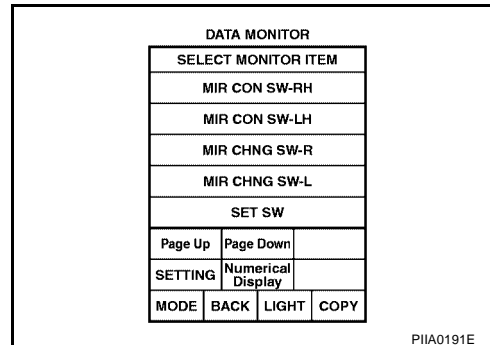 DATA MONITOR
SELECT MONITOR ITEM
MIR CON SW-RH
MIR CON SW-LH
MIR CHNG SW-R
MIR CHNG SW-L
SET SW
Page Up Page Down
SETTING Numerical Display
MODE BACK LIGHT COPY
PIIA0191E